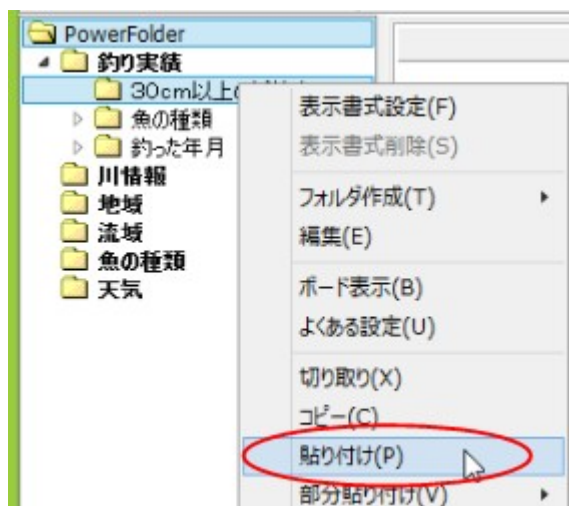 PowerFolder
釣り実績
30cm以上
魚の種類
釣った年月
川情報
地域
流域
魚の種類
天気
表示書式設定(F)
表示書式削除(S)
フォルダ作成(T)
編集(E)
ボード表示(B)
よくある設定(U)
切り取り(X)
コピー(C)
貼り付け(P)
部分貼り付け(V)